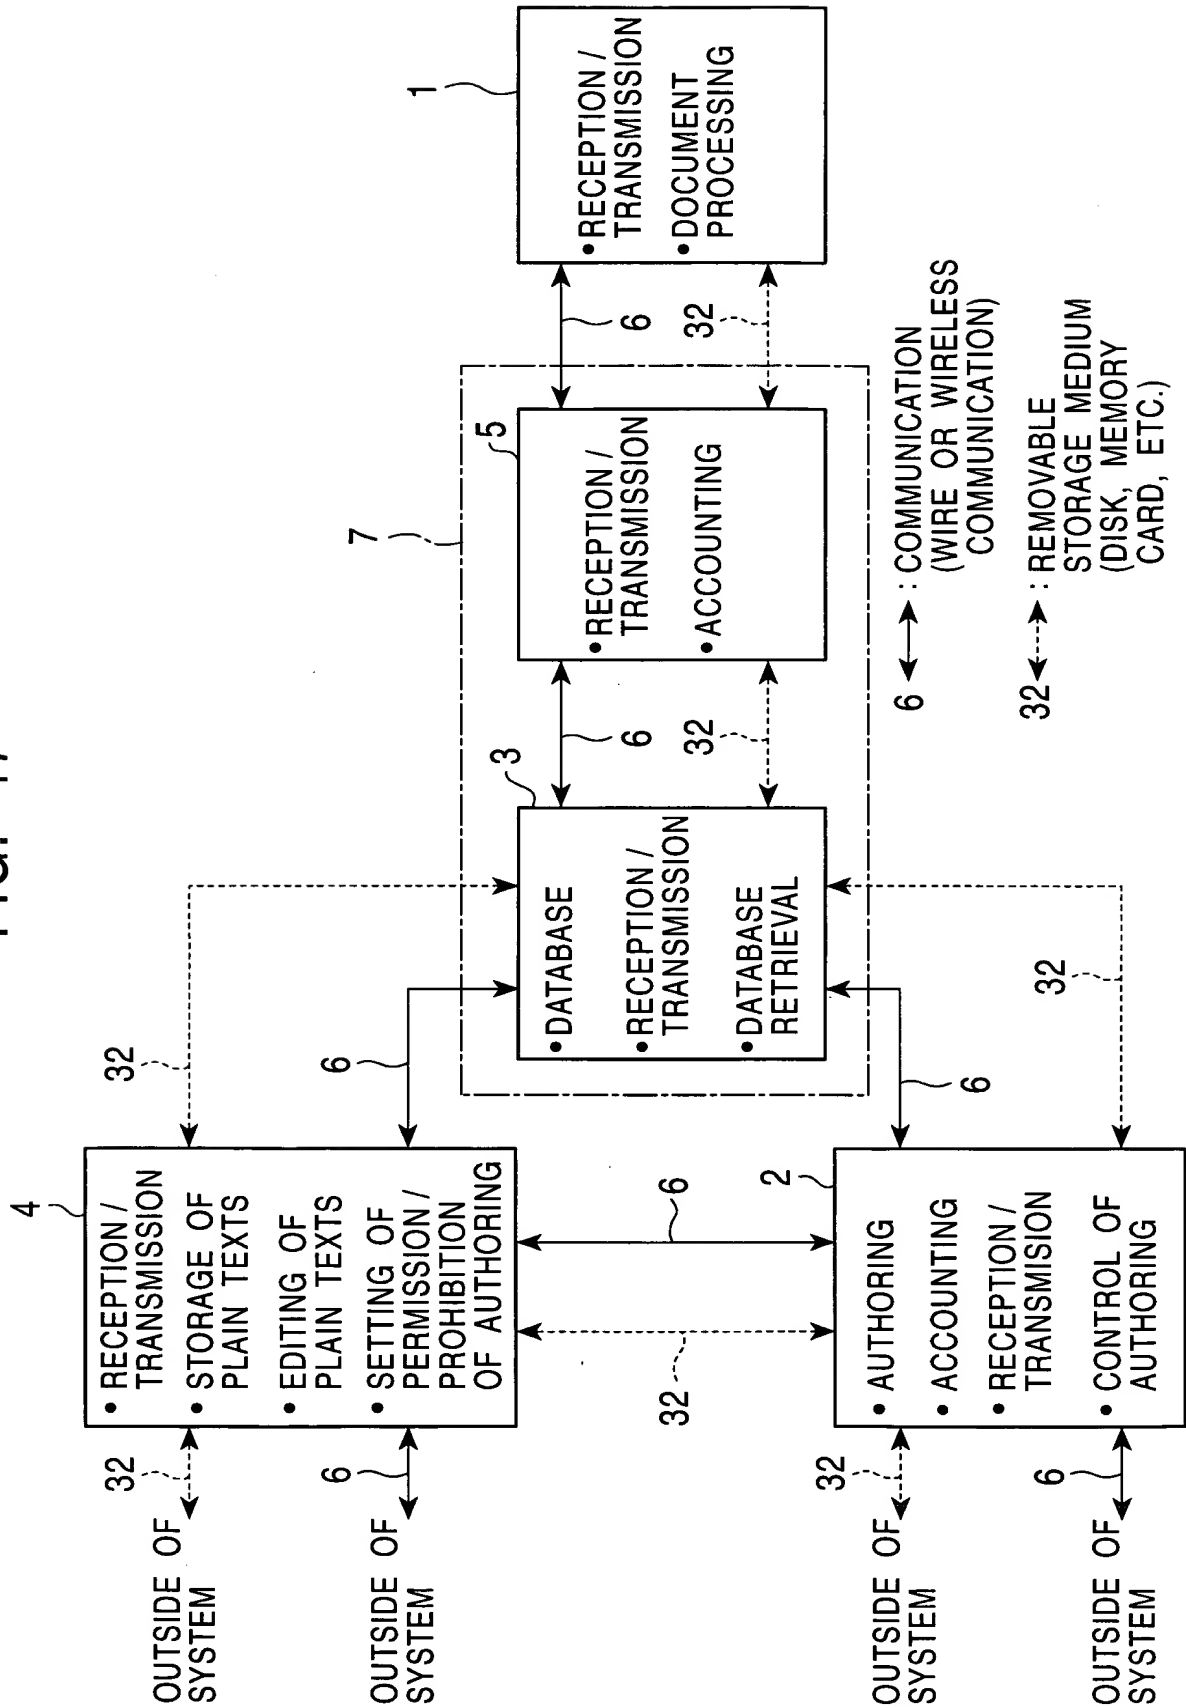 FIG.
4
• RECEPTION /
TRANSMISSION
• STORAGE OF
PLAIN TEXTS
• EDITING OF
PLAIN TEXTS
• SETTING OF
PERMISSION /
PROHIBITION
OF AUTHORING
OUTSIDE OF
SYSTEM
32
OUTSIDE OF
SYSTEM
6
32
6
6
32
7
3
• DATABASE
• RECEPTION /
TRANSMISSION
• DATABASE
RETRIEVAL
6
32
5
• RECEPTION /
TRANSMISSION
• ACCOUNTING
6
32
1
• RECEPTION /
TRANSMISSION
• DOCUMENT
PROCESSING
2
• AUTHORING
• ACCOUNTING
• RECEPTION /
TRANSMISION
• CONTROL OF
AUTHORING
OUTSIDE OF
SYSTEM
32
OUTSIDE OF
SYSTEM
6
6
32
6 : COMMUNICATION
(WIRE OR WIRELESS
COMMUNICATION)
32 : REMOVABLE
STORAGE MEDIUM
(DISK, MEMORY
CARD, ETC.)